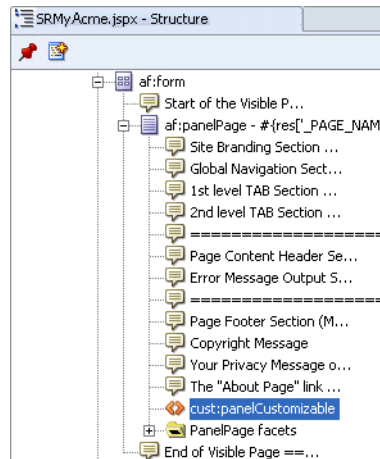 SRMyAcme.jspx - Structure
af:form
Start of the Visible P...
af:panelPage - #{res['_PAGE_NAM
Site Branding Section ...
Global Navigation Sect...
1st level TAB Section ...
2nd level TAB Section ...
====================
Page Content Header Se...
Error Message Output S...
====================
Page Footer Section (M...
Copyright Message
Your Privacy Message o...
The "About Page" link ...
cust:panelCustomizable
PanelPage facets
End of Visible Page ==...